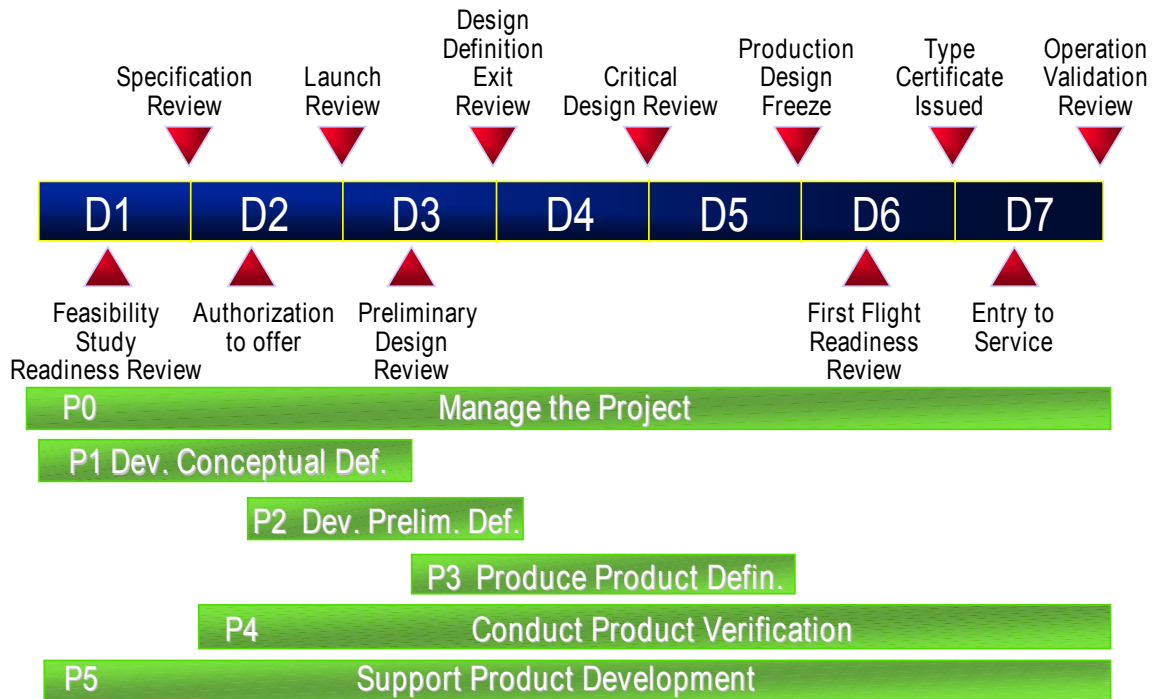 Specification
Review
Launch
Review
Design
Definition
Exit
Review
Critical
Design Review
Production
Design
Freeze
Type
Certificate
Issued
Operation
Validation
Review
D1
D2
D3
D4
D5
D6
D7
Feasibility
Study
Readiness Review
Authorization
to offer
Preliminary
Design
Review
First Flight
Readiness
Review
Entry to
Service
P0 Manage the Project
P1 Dev. Conceptual Def.
P2 Dev. Prelim. Def.
P3 Produce Product Defin.
P4 Conduct Product Verification
P5 Support Product Development